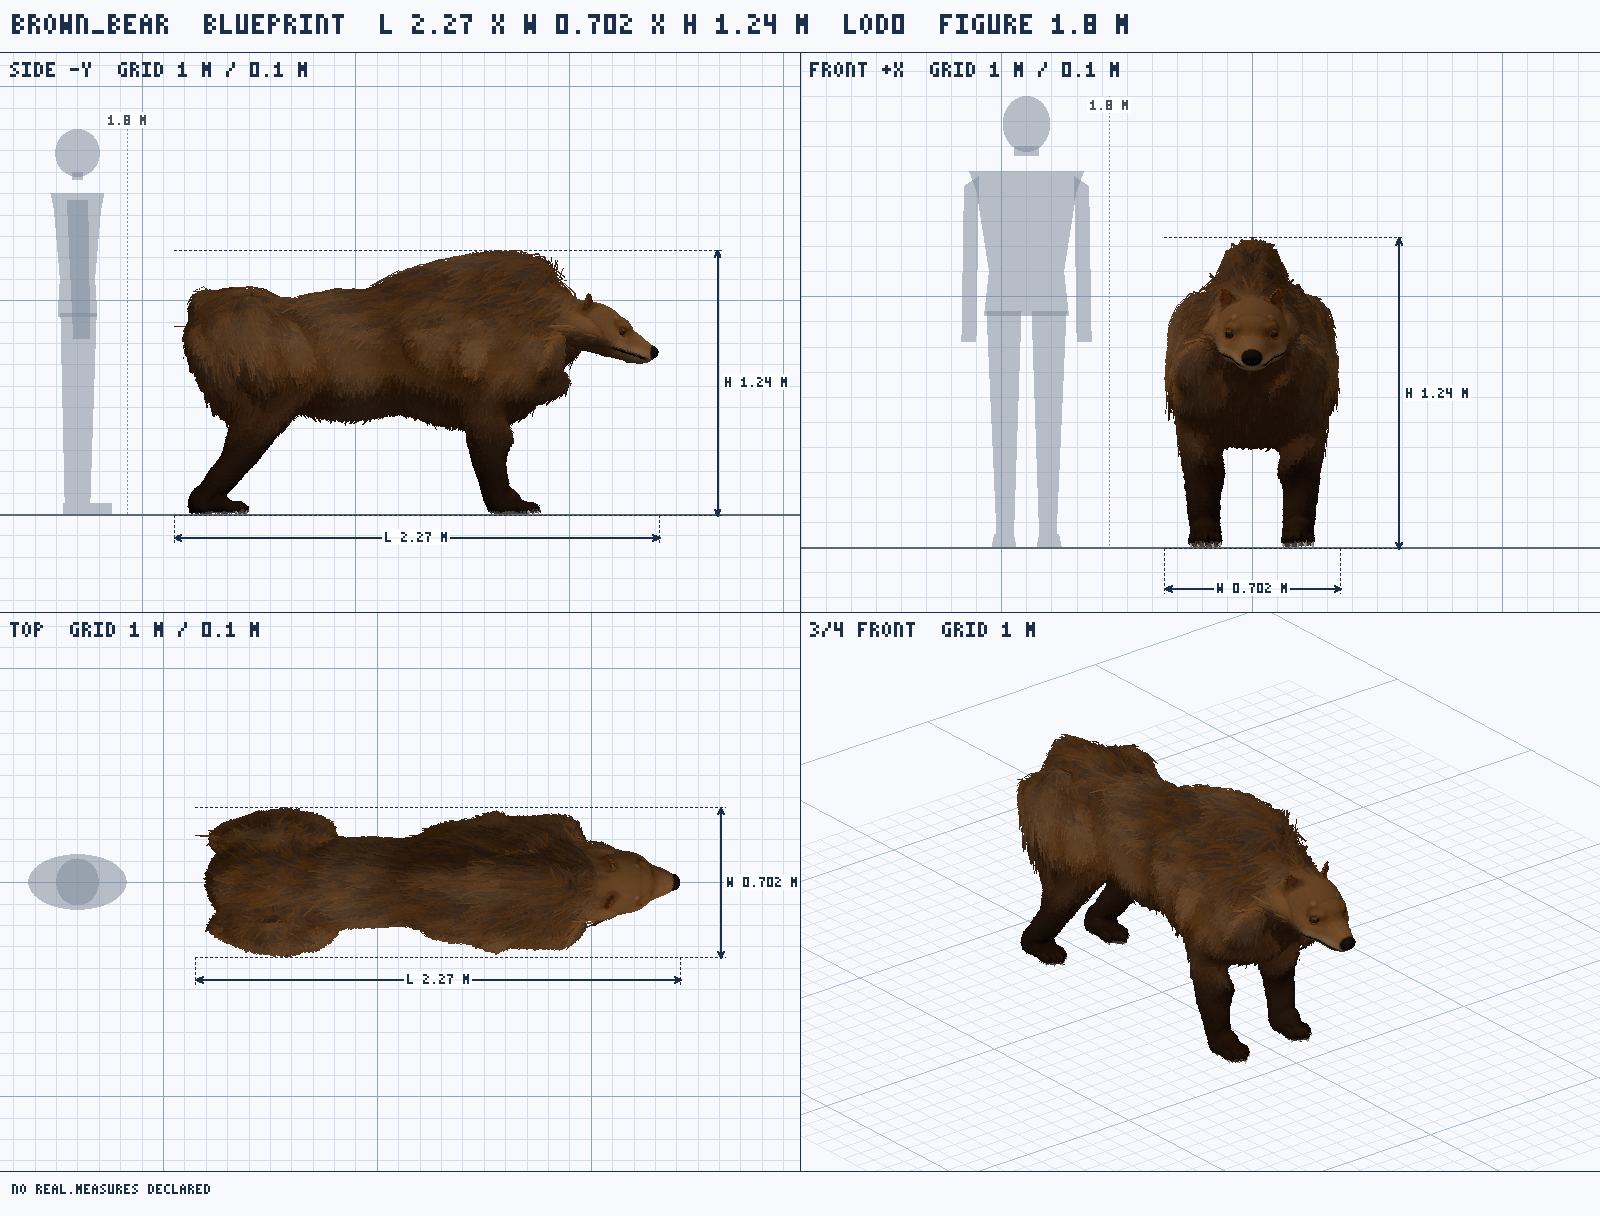 BROWN_BEAR BLUEPRINT L 2.27 X W 0.702 X H 1.24 M LOD0 FIGURE 1.8 M
SIDE -Y GRID 1 M / 0.1 M
1.8 M
H 1.24 M
L 2.27 M
FRONT +X GRID 1 M / 0.1 M
1.8 M
H 1.24 M
W 0.702 M
TOP GRID 1 M / 0.1 M
W 0.702 M
L 2.27 M
3/4 FRONT GRID 1 M
NO REAL.MEASURES DECLARED